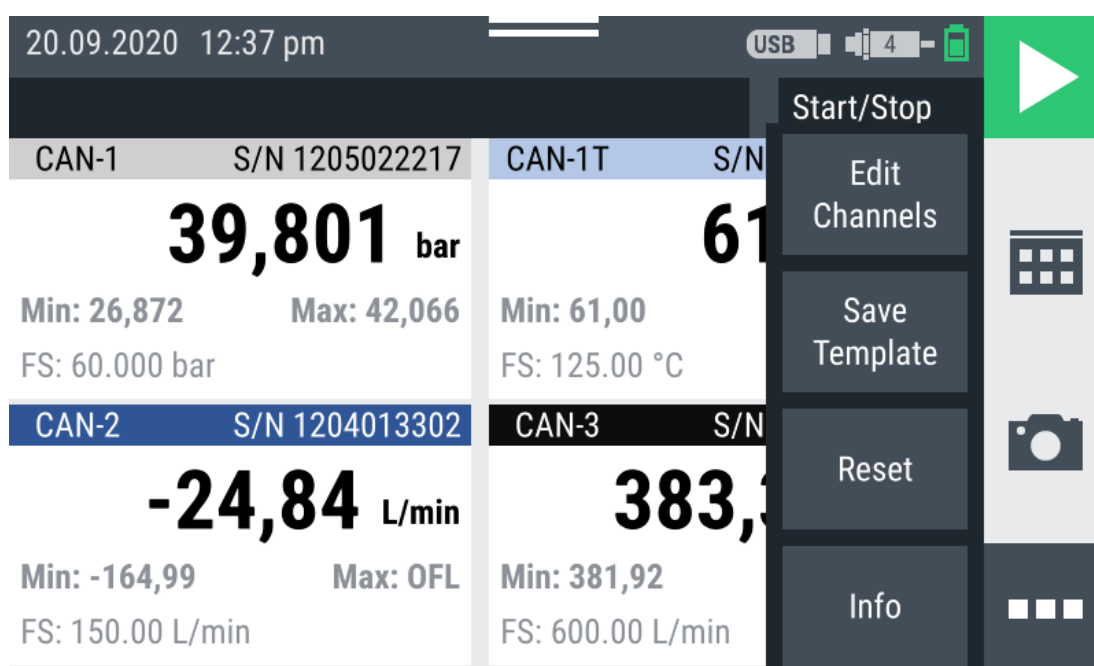 20.09.2020 12:37 pm
USB
4
Start/Stop
CAN-1 S/N 1205022217
39,801 bar
Min: 26,872 Max: 42,066
FS: 60.000 bar
CAN-1T S/N
61
Min: 61,00
FS: 125.00 °C
CAN-2 S/N 1204013302
-24,84 L/min
Min: -164,99 Max: OFL
FS: 150.00 L/min
CAN-3 S/N
383,
Min: 381,92
FS: 600.00 L/min
Edit
Channels
Save
Template
Reset
Info